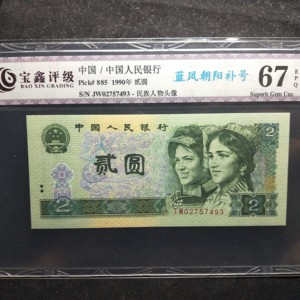 宝鑫评级
BAO XIN GRADING
中国 / 中国人民银行
Pick# 885 1990年 贰圆
S/N JW02757493 - 民族人物头像
蓝凤朝阳补号
67
EPQ
Superb Gem Unc
中国人民银行
2
贰圆
JW02757493
2
2